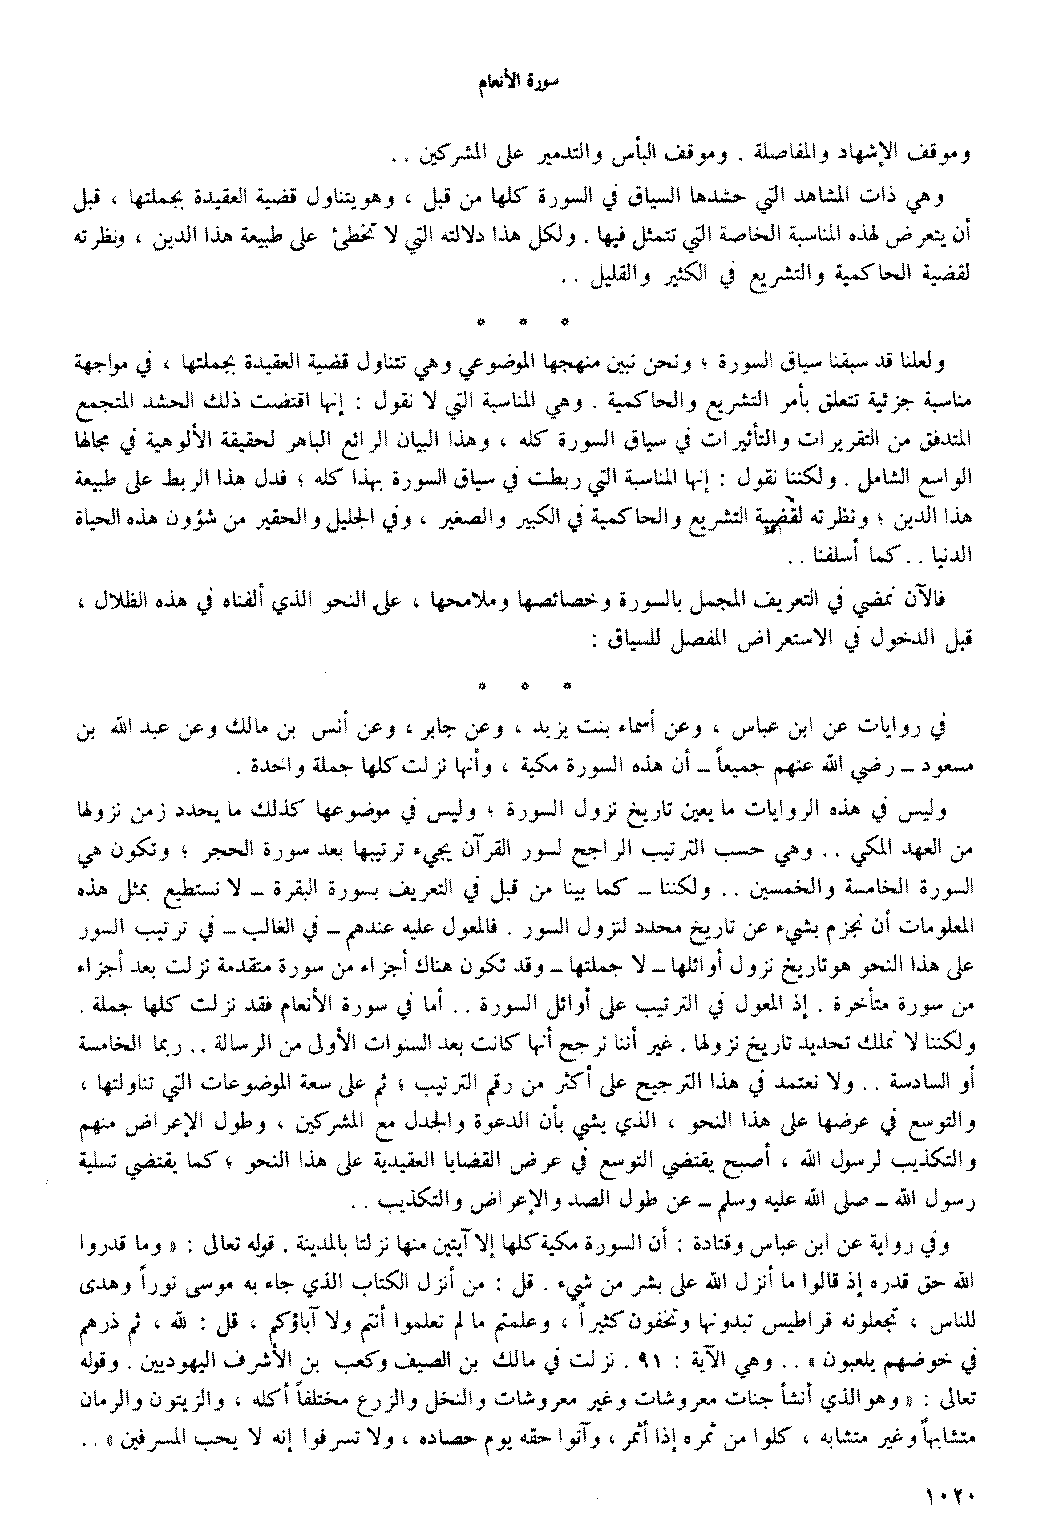 سورة الأنعام
وموقف الإشهاد والمفاصلة . وموقف البأس والتدمير على المشركين . .
وهي ذات المشاهد التي حشدها السياق في السورة كلها من قبل ، وهو يتناول قضية العقيدة بجملتها ، قبل
أن يتعرض لهذه المناسبة الخاصة التي تتمثل فيها . ولكل هذا دلالته التي لا تخطئ على طبيعة هذا الدين ، ونظرته
لقضية الحاكمية والتشريع في الكثير والقليل . .
* * *
ولعلنا قد سبقنا سياق السورة ؛ ونحن نبين منهجها الموضوعي وهي تتناول قضية العقيدة بجملتها ، في مواجهة
مناسبة جزئية تتعلق بأمر التشريع والحاكمية . وهي المناسبة التي لا نقول : إنها اقتضت ذلك الحشد المتجمع
المتدفق من التقريرات والتأثيرات في سياق السورة كله ، وهذا البيان الرائع الباهر لحقيقة الألوهية في مجالها
الواسع الشامل . ولكننا نقول : إنها المناسبة التي ربطت في سياق السورة بهذا كله ؛ فدل هذا الربط على طبيعة
هذا الدين ؛ ونظرته لقضية التشريع والحاكمية في الكبير والصغير ، وفي الجليل والحقير من شؤون هذه الحياة
الدنيا . . كما أسلفنا . .
فالآن نمضي في التعريف المجمل بالسورة وخصائصها وملامحها ، على النحو الذي ألفناه في هذه الظلال ،
قبل الدخول في الاستعراض المفصل للسياق :
* * *
في روايات عن ابن عباس ، وعن أسماء بنت يزيد ، وعن جابر ، وعن أنس بن مالك وعن عبد الله بن
مسعود – رضي الله عنهم جميعاً – أن هذه السورة مكية ، وأنها نزلت كلها جملة واحدة .
وليس في هذه الروايات ما يعين تاريخ نزول السورة ؛ وليس في موضوعها كذلك ما يحدد زمن نزولها
من العهد المكي . . وهي حسب الترتيب الراجح لسور القرآن يجيء ترتيبها بعد سورة الحجر ؛ وتكون هي
السورة الخامسة والخمسين . . ولكننا – كما بينا من قبل في التعريف بسورة البقرة – لا نستطيع بمثل هذه
المعلومات أن نجزم بشيء عن تاريخ محدد لنزول السور . فالمعول عليه عندهم – في الغالب – في ترتيب السور
على هذا النحو هو تاريخ نزول أوائلها – لا جملتها – وقد تكون هناك أجزاء من سورة متقدمة نزلت بعد أجزاء
من سورة متأخرة . إذ المعول في الترتيب على أوائل السورة . . أما في سورة الأنعام فقد نزلت كلها جملة .
ولكننا لا نملك تحديد تاريخ نزولها . غير أننا نرجح أنها كانت بعد السنوات الأولى من الرسالة . . ربما الخامسة
أو السادسة . . ولا نعتمد في هذا الترجيح على أكثر من رقم الترتيب ؛ ثم على سعة الموضوعات التي تناولتها ،
والتوسع في عرضها على هذا النحو ، الذي يشي بأن الدعوة والجدل مع المشركين ، وطول الإعراض منهم
والتكذيب لرسول الله ، أصبح يقتضي التوسع في عرض القضايا العقيدية على هذا النحو ؛ كما يقتضي تسلية
رسول الله – صلى الله عليه وسلم – عن طول الصد والإعراض والتكذيب . .
وفي رواية عن ابن عباس وقتادة : أن السورة مكية كلها إلا آيتين منها نزلتا بالمدينة . قوله تعالى : « وما قدروا
الله حق قدره إذ قالوا ما أنزل الله على بشر من شيء . قل : من أنزل الكتاب الذي جاء به موسى نوراً وهدى
للناس ، تجعلونه قراطيس تبدونها وتخفون كثيراً ، وعلمتم ما لم تعلموا أنتم ولا آباؤكم ، قل : لله ، ثم ذرهم
في خوضهم يلعبون » . . وهي الآية : ٩١ . نزلت في مالك بن الصيف وكعب بن الأشرف اليهوديين . وقوله
تعالى : « وهو الذي أنشأ جنات معروشات وغير معروشات والنخل والزرع مختلفاً أكله ، والزيتون والرمان
متشابهاً وغير متشابه ، كلوا من ثمره إذا أثمر ، وآتوا حقه يوم حصاده ، ولا تسرفوا إنه لا يحب المسرفين » . .
١٠٢٠